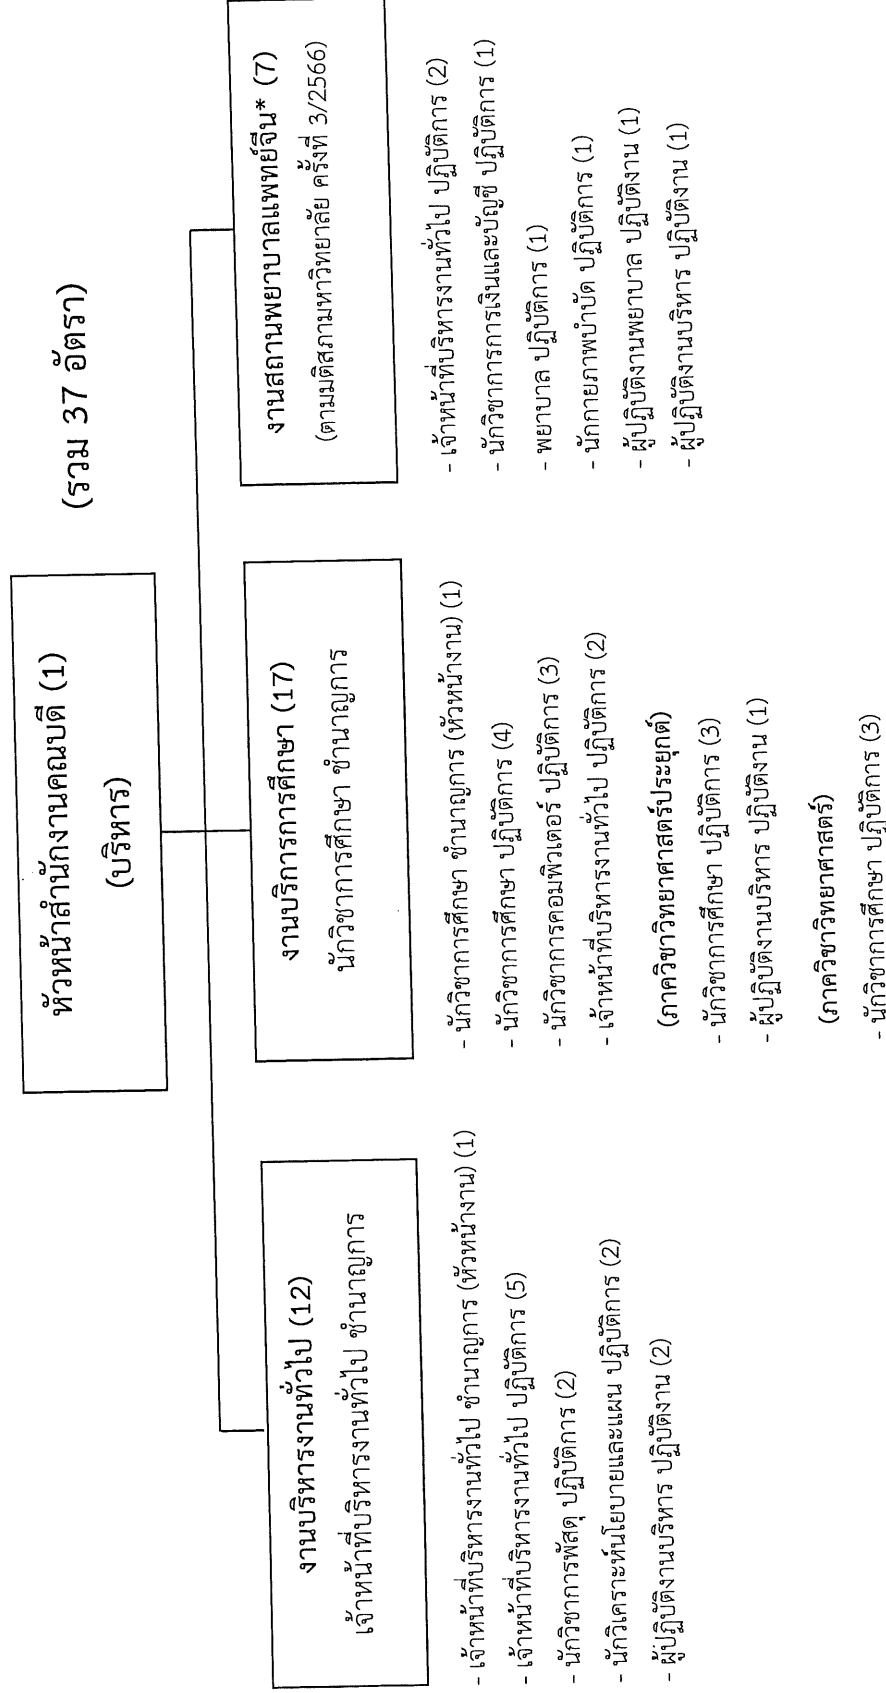 หัวหน้าสำนักงานคณบดี (1)
(บริหาร)
(รวม 37 อัตรา)
งานบริหารงานทั่วไป (12)
เจ้าหน้าที่บริหารงานทั่วไป ชำนาญการ
- เจ้าหน้าที่บริหารงานทั่วไป ชำนาญการ (หัวหน้างาน) (1)
- เจ้าหน้าที่บริหารงานทั่วไป ปฏิบัติการ (5)
- นักวิชาการพัสดุ ปฏิบัติการ (2)
- นักวิเคราะห์นโยบายและแผน ปฏิบัติการ (2)
- ผู้ปฏิบัติงานบริหาร ปฏิบัติงาน (2)
งานบริการการศึกษา (17)
นักวิชาการศึกษา ชำนาญการ
- นักวิชาการศึกษา ชำนาญการ (หัวหน้างาน) (1)
- นักวิชาการศึกษา ปฏิบัติการ (4)
- นักวิชาการคอมพิวเตอร์ ปฏิบัติการ (3)
- เจ้าหน้าที่บริหารงานทั่วไป ปฏิบัติการ (2)
(ภาควิชาวิทยาศาสตร์ประยุกต์)
- นักวิชาการศึกษา ปฏิบัติการ (3)
- ผู้ปฏิบัติงานบริหาร ปฏิบัติงาน (1)
(ภาควิชาวิทยาศาสตร์)
- นักวิชาการศึกษา ปฏิบัติการ (3)
งานสถานพยาบาลแพทย์จีน* (7)
(ตามมติสภามหาวิทยาลัย ครั้งที่ 3/2566)
- เจ้าหน้าที่บริหารงานทั่วไป ปฏิบัติการ (2)
- นักวิชาการการเงินและบัญชี ปฏิบัติการ (1)
- พยาบาล ปฏิบัติการ (1)
- นักกายภาพบำบัด ปฏิบัติการ (1)
- ผู้ปฏิบัติงานพยาบาล ปฏิบัติงาน (1)
- ผู้ปฏิบัติงานบริหาร ปฏิบัติงาน (1)